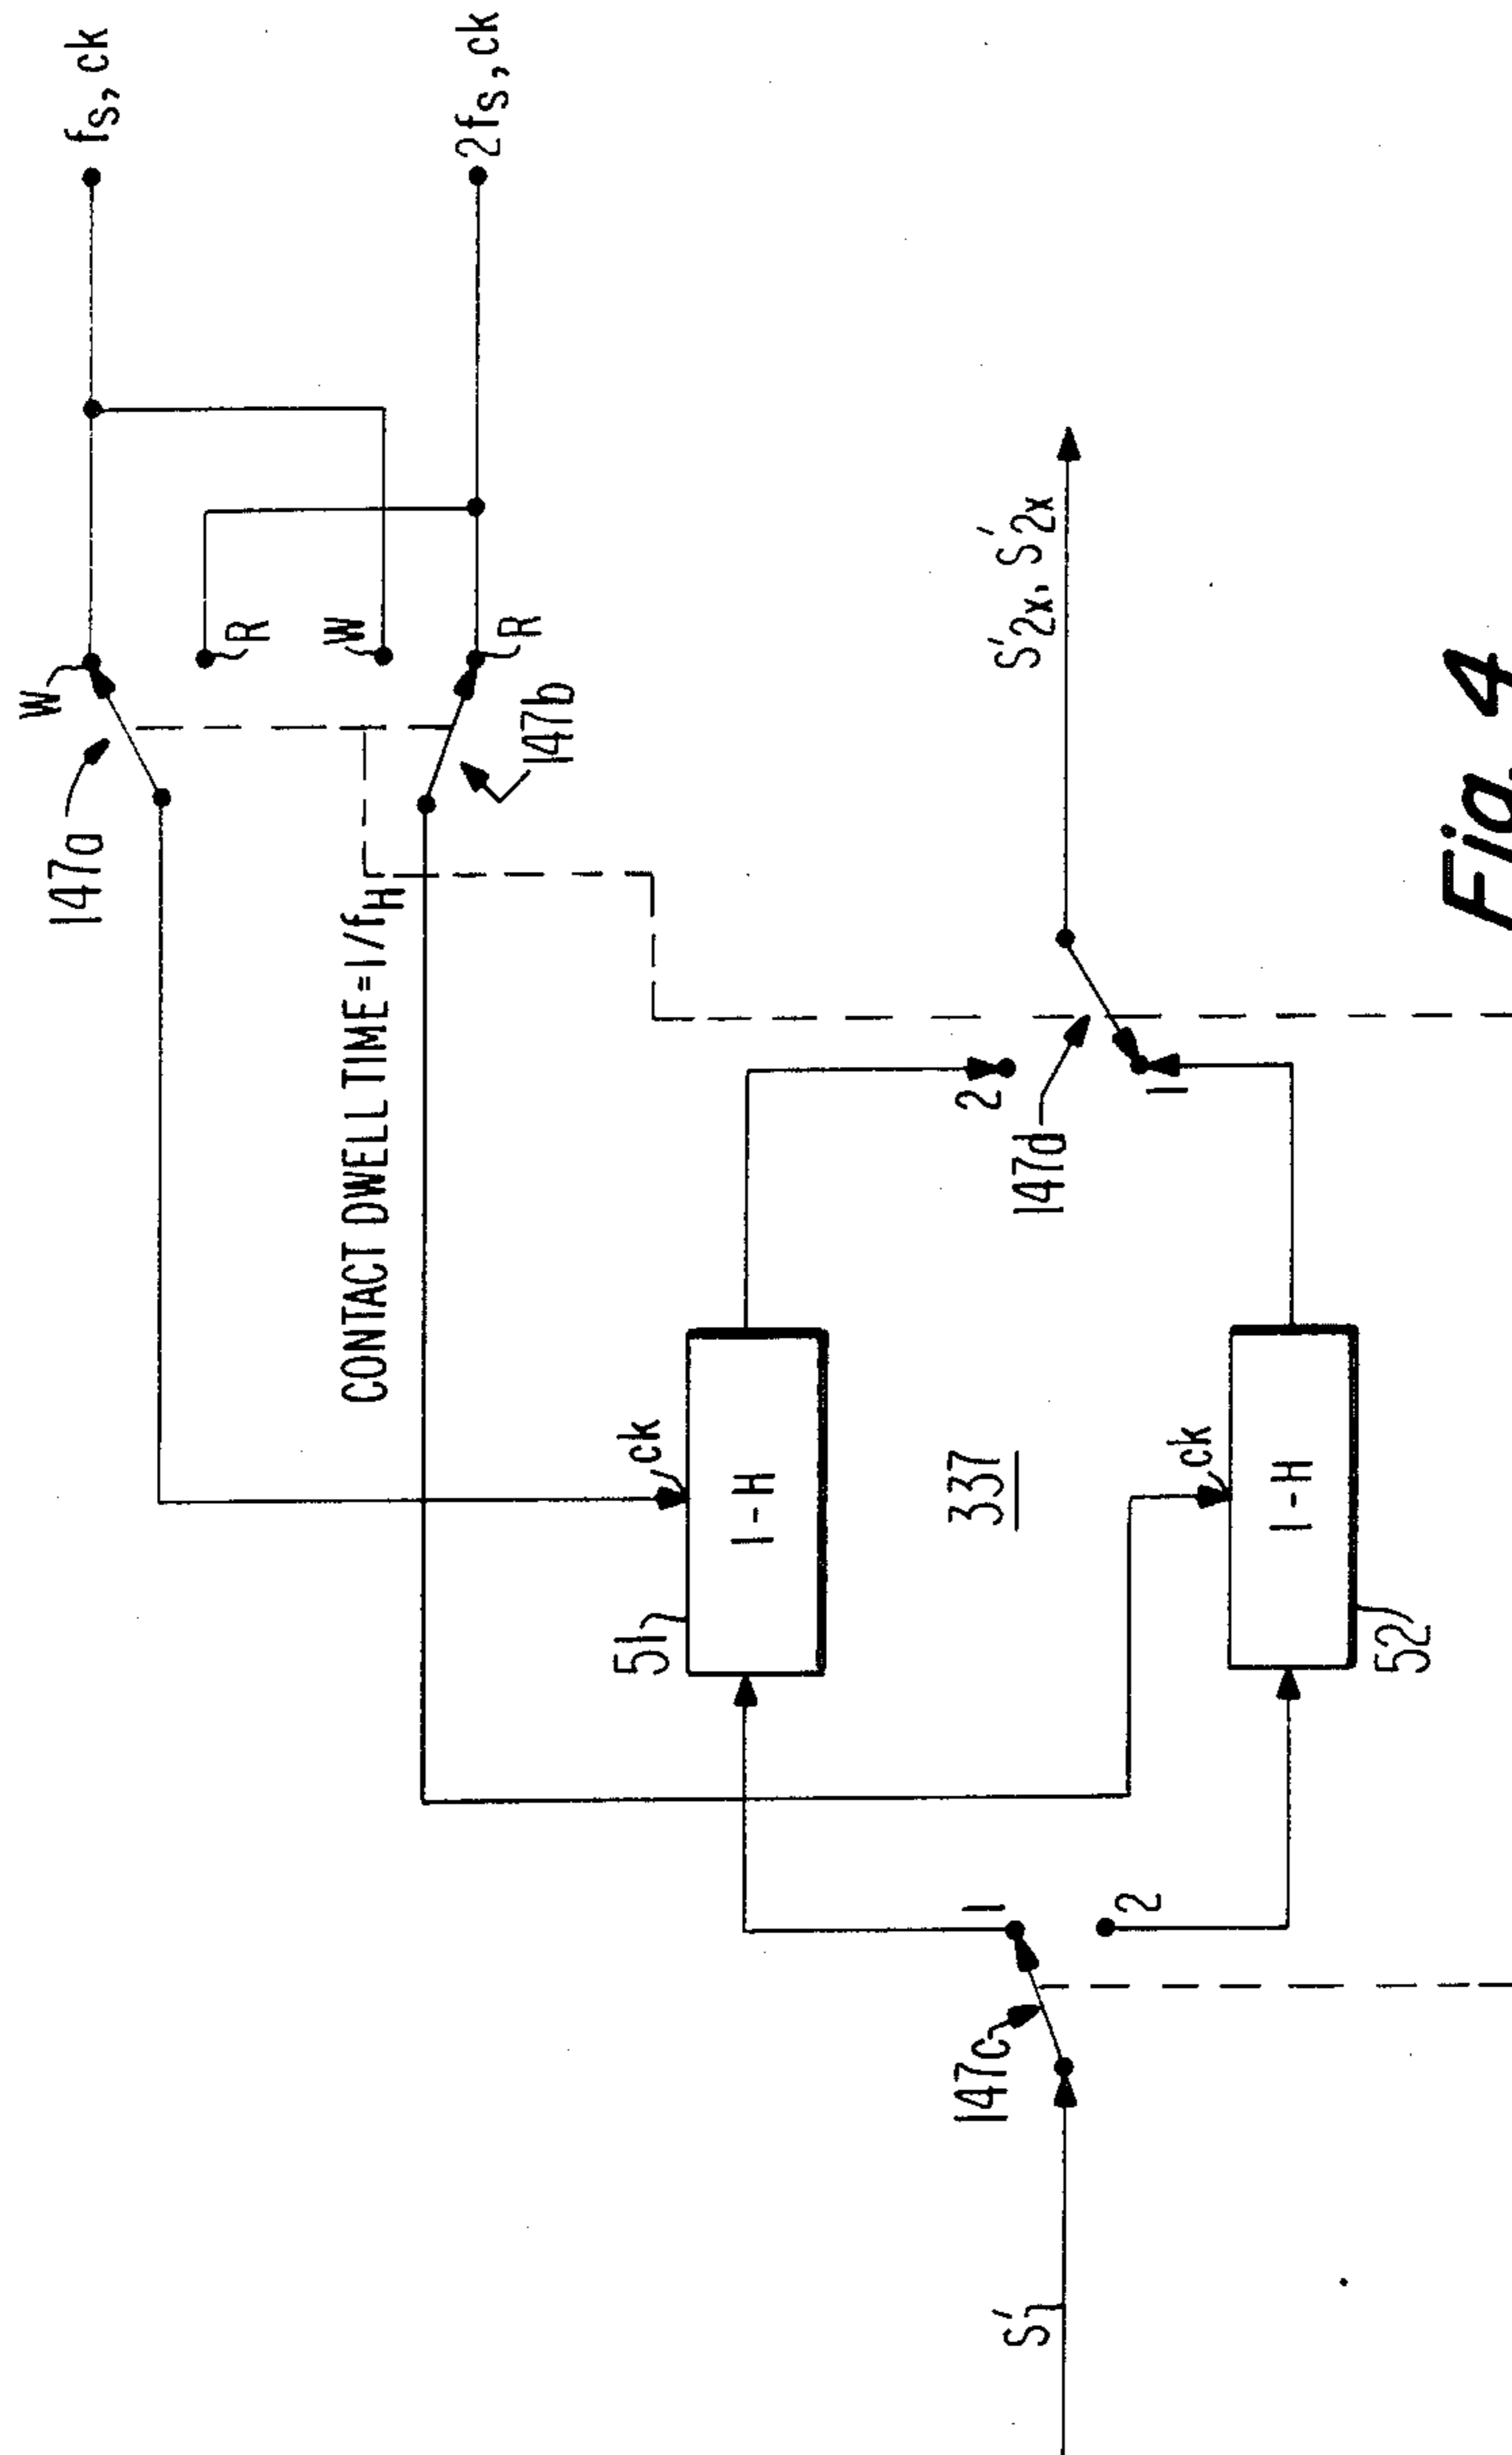 fs, ck
2fs, ck
W
R
W
R
147a
147b
CONTACT DWELL TIME = 1/fH
S'2x, S'2x
ck
1-H
51
337
ck
1-H
52
2
1
147d
1
2
147c
S'
Fig. 4